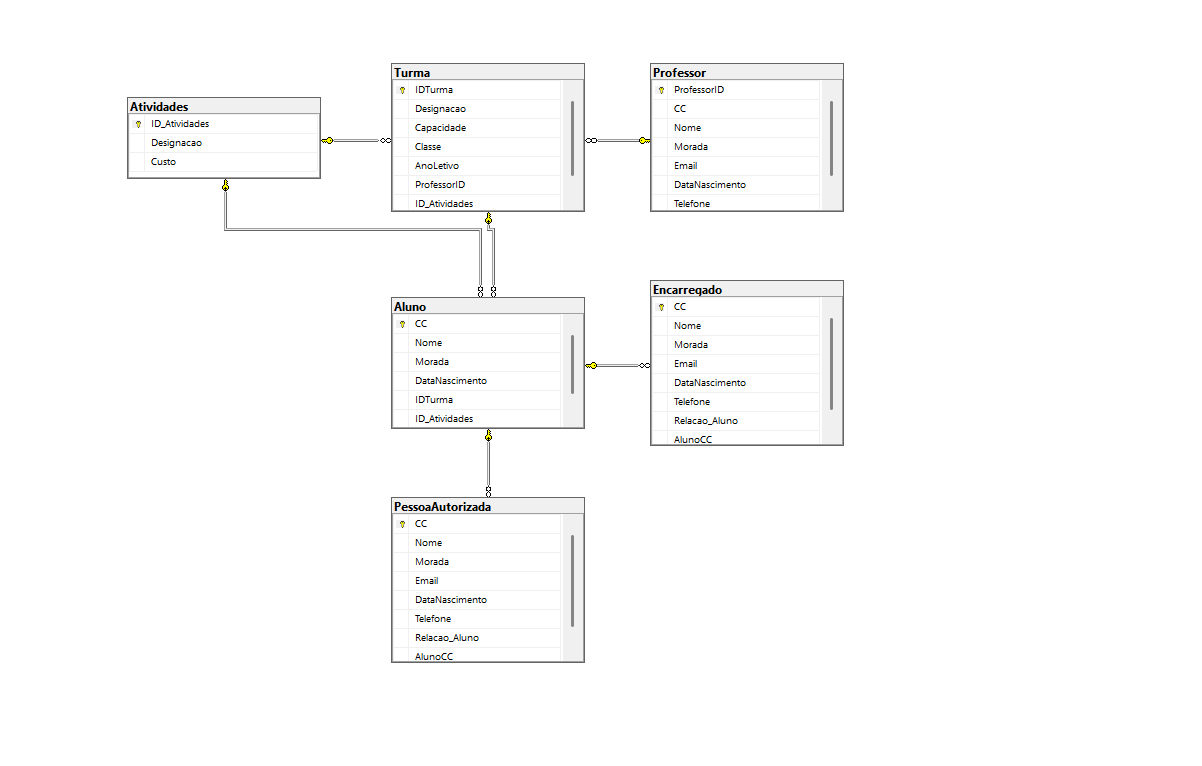 Turma
IDTurma
Designacao
Capacidade
Classe
AnoLetivo
ProfessorID
ID_Atividades
Professor
ProfessorID
CC
Nome
Morada
Email
DataNascimento
Telefone
Atividades
ID_Atividades
Designacao
Custo
Aluno
CC
Nome
Morada
DataNascimento
IDTurma
ID_Atividades
Encarregado
CC
Nome
Morada
Email
DataNascimento
Telefone
Relacao_Aluno
AlunoCC
PessoaAutorizada
CC
Nome
Morada
Email
DataNascimento
Telefone
Relacao_Aluno
AlunoCC